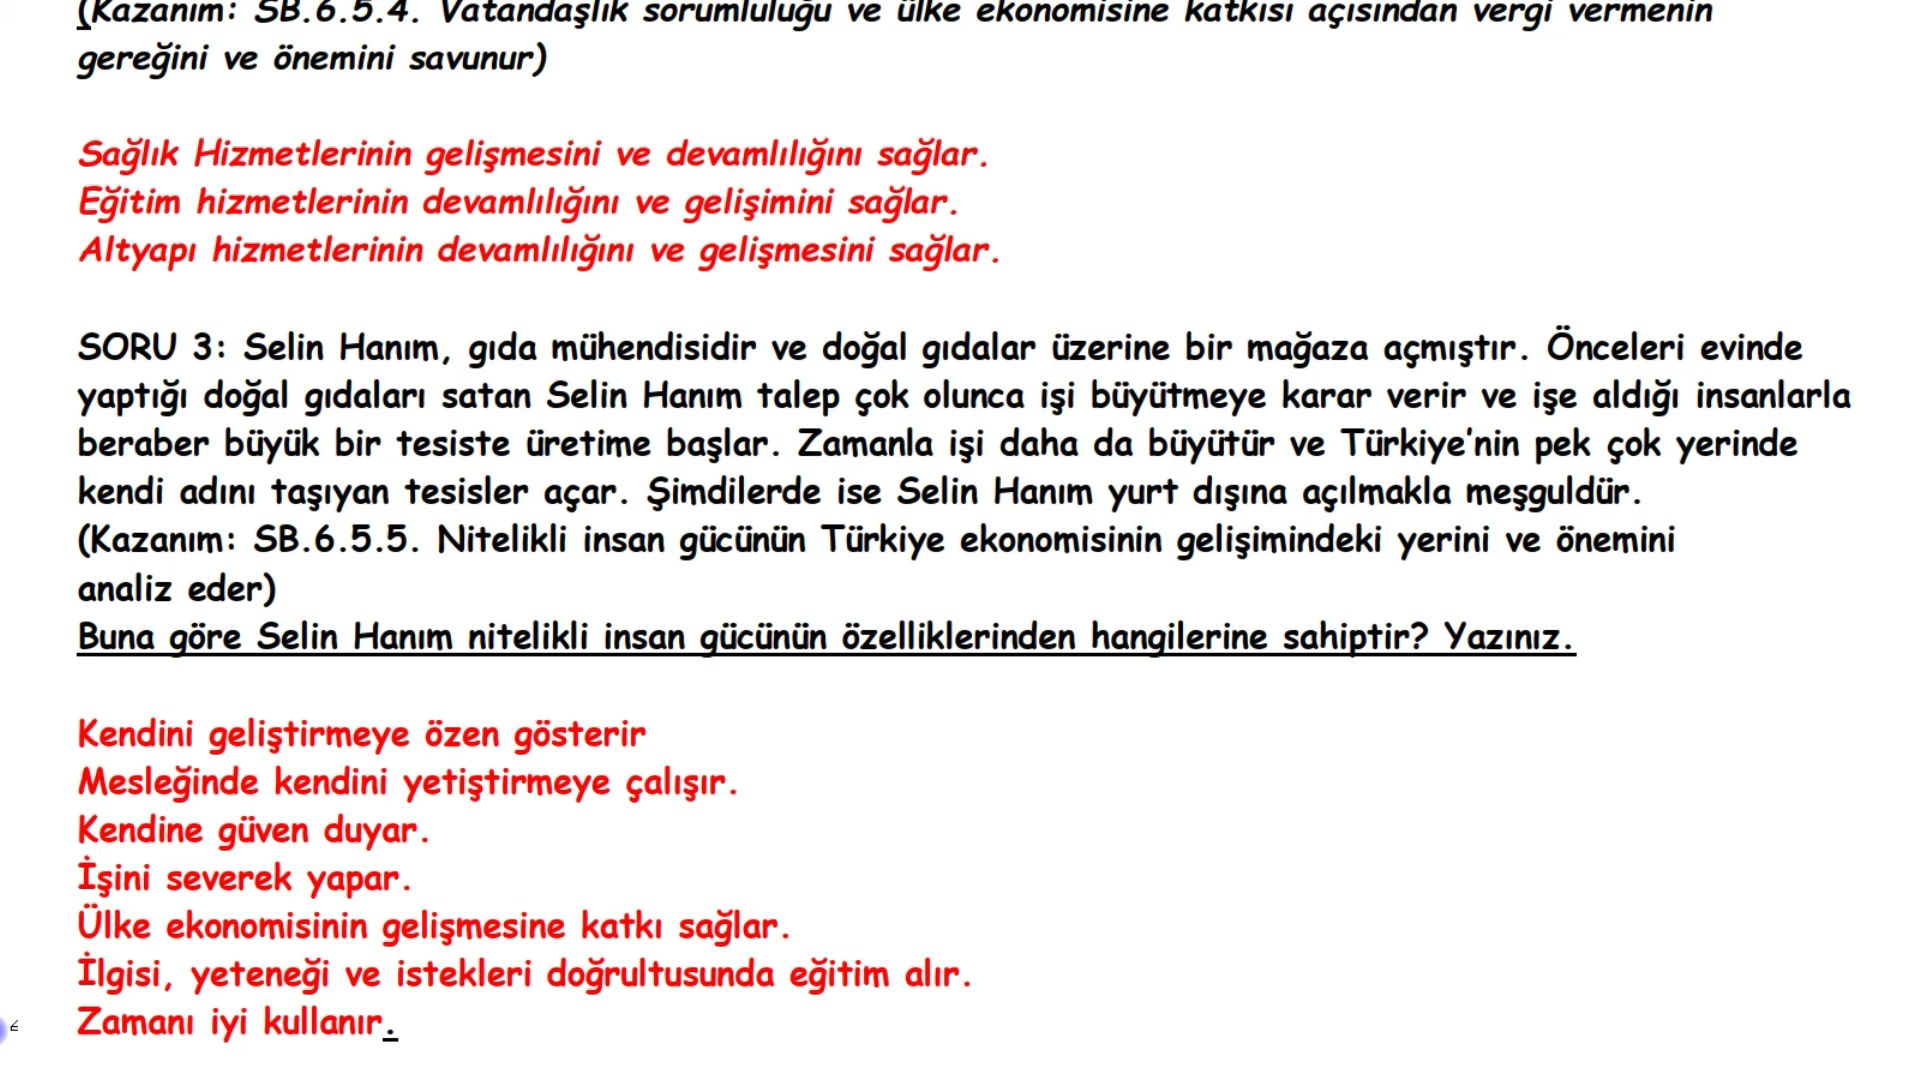 (Kazanım: SB.6.5.4. Vatandaşlık sorumluluğu ve ülke ekonomisine katkısı açısından vergi vermenin
gereğini ve önemini savunur)
Sağlık Hizmetlerinin gelişmesini ve devamlılığını sağlar.
Eğitim hizmetlerinin devamlılığını ve gelişimini sağlar.
Altyapı hizmetlerinin devamlılığını ve gelişmesini sağlar.
SORU 3: Selin Hanım, gıda mühendisidir ve doğal gıdalar üzerine bir mağaza açmıştır. Önceleri evinde
yaptığı doğal gıdaları satan Selin Hanım talep çok olunca işi büyütmeye karar verir ve işe aldığı insanlarla
beraber büyük bir tesiste üretime başlar. Zamanla işi daha da büyütür ve Türkiye’nin pek çok yerinde
kendi adını taşıyan tesisler açar. Şimdilerde ise Selin Hanım yurt dışına açılmakla meşguldür.
(Kazanım: SB.6.5.5. Nitelikli insan gücünün Türkiye ekonomisinin gelişimindeki yerini ve önemini
analiz eder)
Buna göre Selin Hanım nitelikli insan gücünün özelliklerinden hangilerine sahiptir? Yazınız.
Kendini geliştirmeye özen gösterir
Mesleğinde kendini yetiştirmeye çalışır.
Kendine güven duyar.
İşini severek yapar.
Ülke ekonomisinin gelişmesine katkı sağlar.
İlgisi, yeteneği ve istekleri doğrultusunda eğitim alır.
Zamanı iyi kullanır.